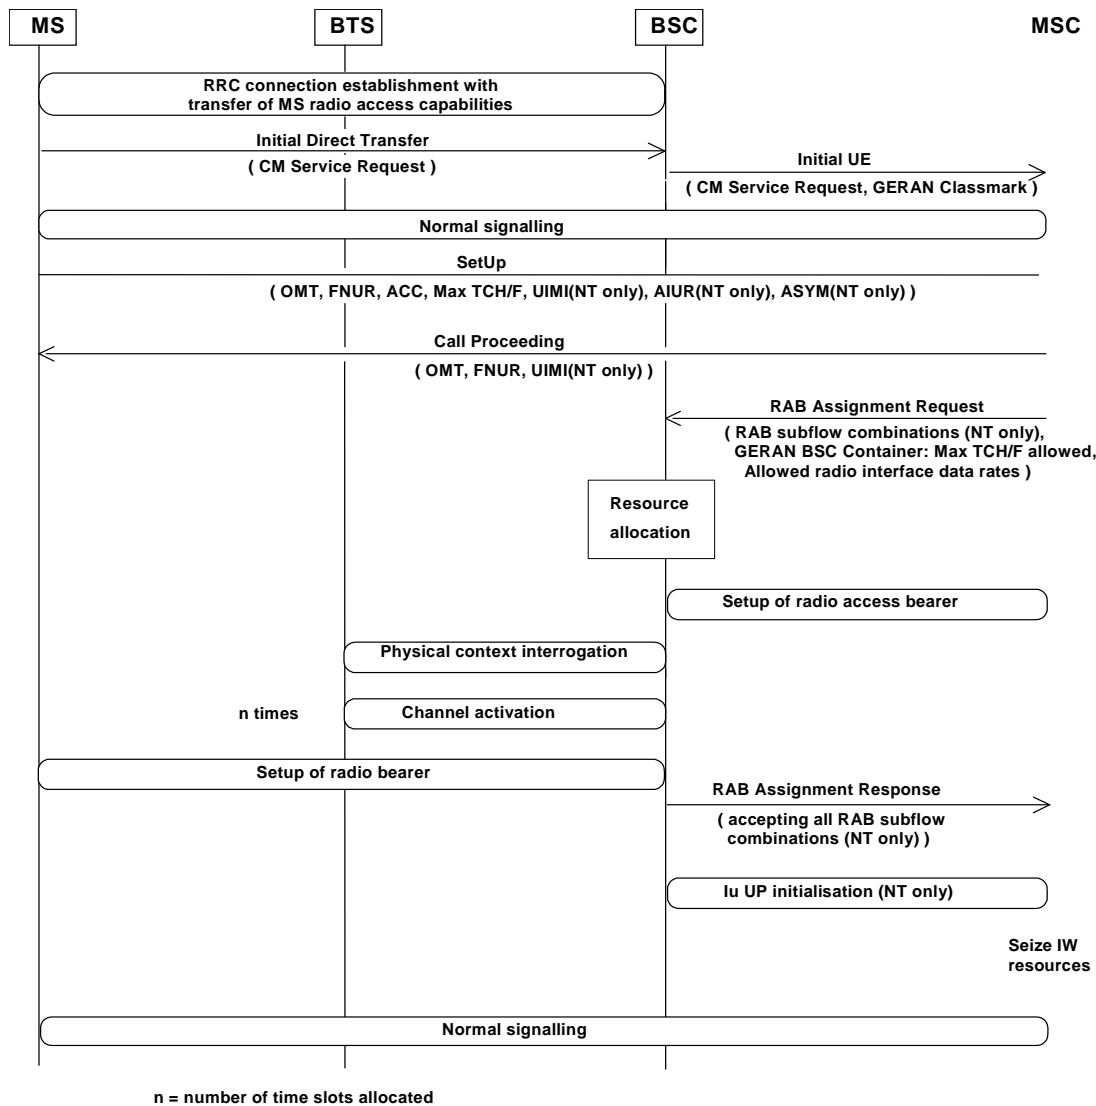 MS BTS BSC MSC
RRC connection establishment with
transfer of MS radio access capabilities
Initial Direct Transfer
( CM Service Request )
Initial UE
( CM Service Request, GERAN Classmark )
Normal signalling
SetUp
( OMT, FNUR, ACC, Max TCH/F, UIMI(NT only), AIUR(NT only), ASYM(NT only) )
Call Proceeding
( OMT, FNUR, UIMI(NT only) )
RAB Assignment Request
( RAB subflow combinations (NT only),
GERAN BSC Container: Max TCH/F allowed,
Allowed radio interface data rates )
Resource
allocation
Setup of radio access bearer
Physical context interrogation
n times
Channel activation
Setup of radio bearer
RAB Assignment Response
( accepting all RAB subflow
combinations (NT only) )
Iu UP initialisation (NT only)
Seize IW
resources
Normal signalling
n = number of time slots allocated